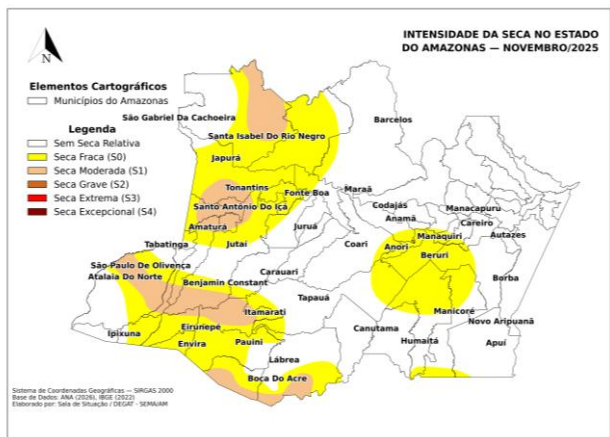 INTENSIDADE DA SECA NO ESTADO
DO AMAZONAS — NOVEMBRO/2025
N
Elementos Cartográficos
Municípios do Amazonas
Legenda
Sem Seca Relativa
Seca Fraca (S0)
Seca Moderada (S1)
Seca Grave (S2)
Seca Extrema (S3)
Seca Excepcional (S4)
São Gabriel Da Cachoeira
Barcelos
Santa Isabel Do Rio Negro
Japurá
Tonantins
Fonte Boa
Maraã
Santo Antônio Do Içá
Codajás
Manacapuru
Anamã
Careiro
Amaturá
Juruá
Manaquiri
Autazes
Tabatinga
Jutaí
Coari
Anori
Beruri
São Paulo De Olivença
Atalaia Do Norte
Carauari
Benjamin Constant
Borba
Tapauá
Itamarati
Manicoré
Novo Aripuanã
Ipixuna
Eirunepé
Canutama
Envira
Pauini
Humaitá
Apuí
Lábrea
Boca Do Acre
Sistema de Coordenadas Geográficas — SIRGAS 2000
Base de Dados: ANA (2026), IBGE (2022)
Elaborado por: Sala de Situação / DEGAT - SEMA/AM